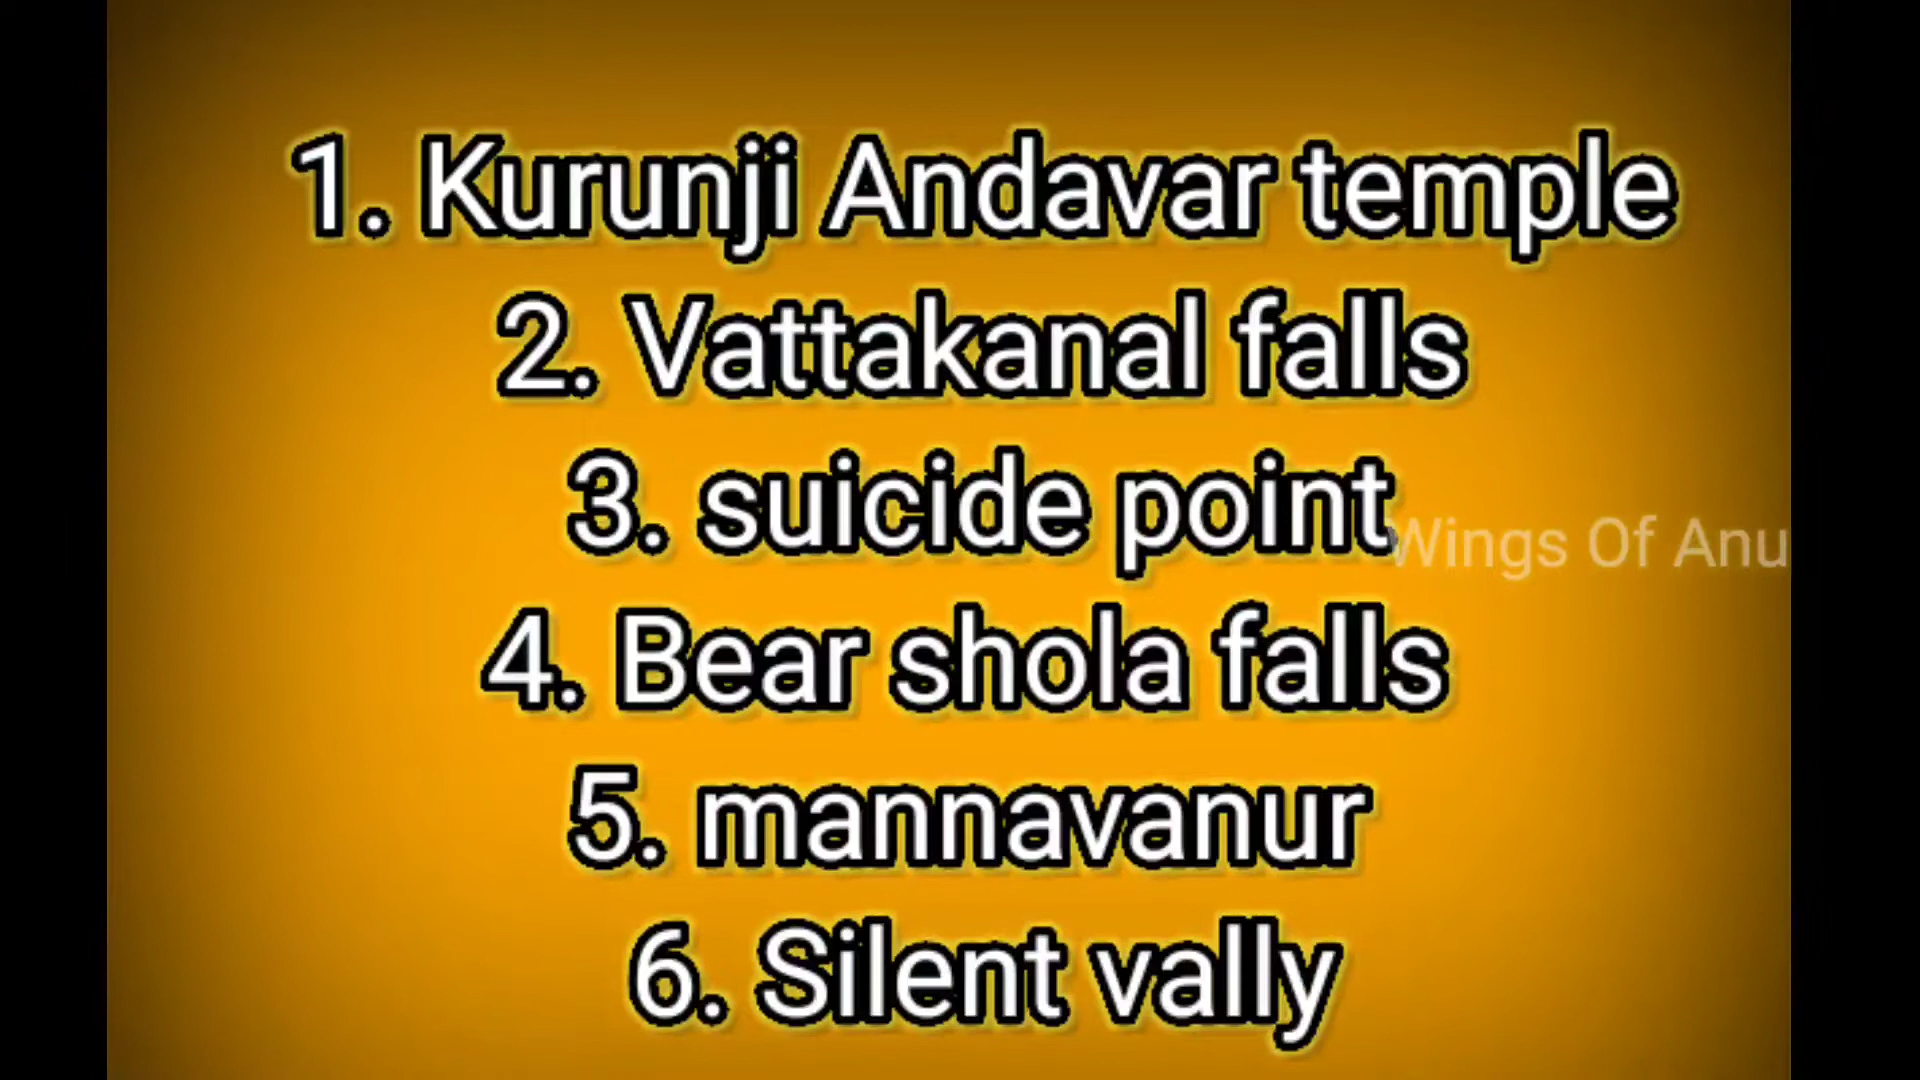 1. Kurunji Andavar temple
2. Vattakanal falls
3. suicide point
Wings Of Anu
4. Bear shola falls
5. mannavanur
6. Silent vally